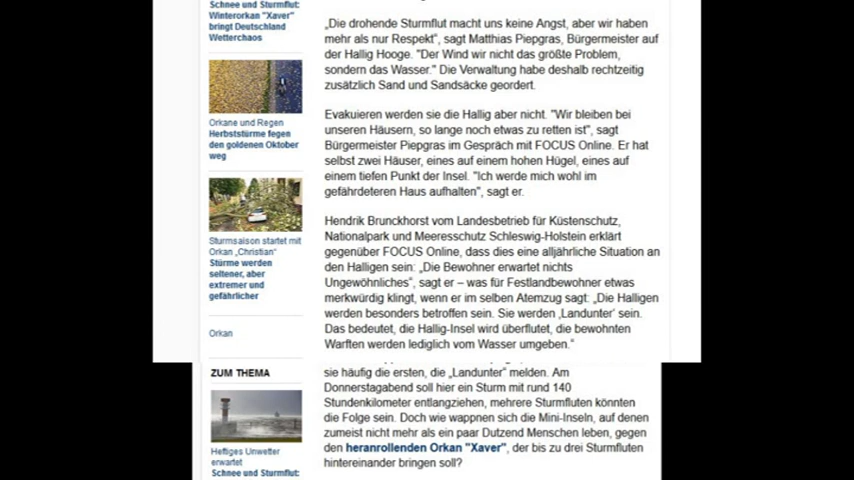 Schnee und Sturmflut:
Winterorkan "Xaver"
bringt Deutschland
Wetterchaos
Orkane und Regen
Herbststürme fegen
den goldenen Oktober
weg
Sturmsaison startet mit
Orkan „Christian“
Stürme werden
seltener, aber
extremer und
gefährlicher
Orkan
„Die drohende Sturmflut macht uns keine Angst, aber wir haben
mehr als nur Respekt“, sagt Matthias Piepgras, Bürgermeister auf
der Hallig Hooge. "Der Wind wir nicht das größte Problem,
sondern das Wasser." Die Verwaltung habe deshalb rechtzeitig
zusätzlich Sand und Sandsäcke geordert.
Evakuieren werden sie die Hallig aber nicht. "Wir bleiben bei
unseren Häusern, so lange noch etwas zu retten ist", sagt
Bürgermeister Piepgras im Gespräch mit FOCUS Online. Er hat
selbst zwei Häuser, eines auf einem hohen Hügel, eines auf
einem tiefen Punkt der Insel. "Ich werde mich wohl im
gefährdeteren Haus aufhalten", sagt er.
Hendrik Brunckhorst vom Landesbetrieb für Küstenschutz,
Nationalpark und Meeresschutz Schleswig-Holstein erklärt
gegenüber FOCUS Online, dass dies eine alljährliche Situation an
den Halligen sein: „Die Bewohner erwartet nichts
Ungewöhnliches“, sagt er – was für Festlandbewohner etwas
merkwürdig klingt, wenn er im selben Atemzug sagt: „Die Halligen
werden besonders betroffen sein. Sie werden ‚Landunter‘ sein.
Das bedeutet, die Hallig-Insel wird überflutet, die bewohnten
Warften werden lediglich vom Wasser umgeben.“
ZUM THEMA
Heftiges Unwetter
erwartet
Schnee und Sturmflut:
sie häufig die ersten, die „Landunter“ melden. Am
Donnerstagabend soll hier ein Sturm mit rund 140
Stundenkilometer entlangziehen, mehrere Sturmfluten könnten
die Folge sein. Doch wie wappnen sich die Mini-Inseln, auf denen
zumeist nicht mehr als ein paar Dutzend Menschen leben, gegen
den heranrollenden Orkan "Xaver", der bis zu drei Sturmfluten
hintereinander bringen soll?